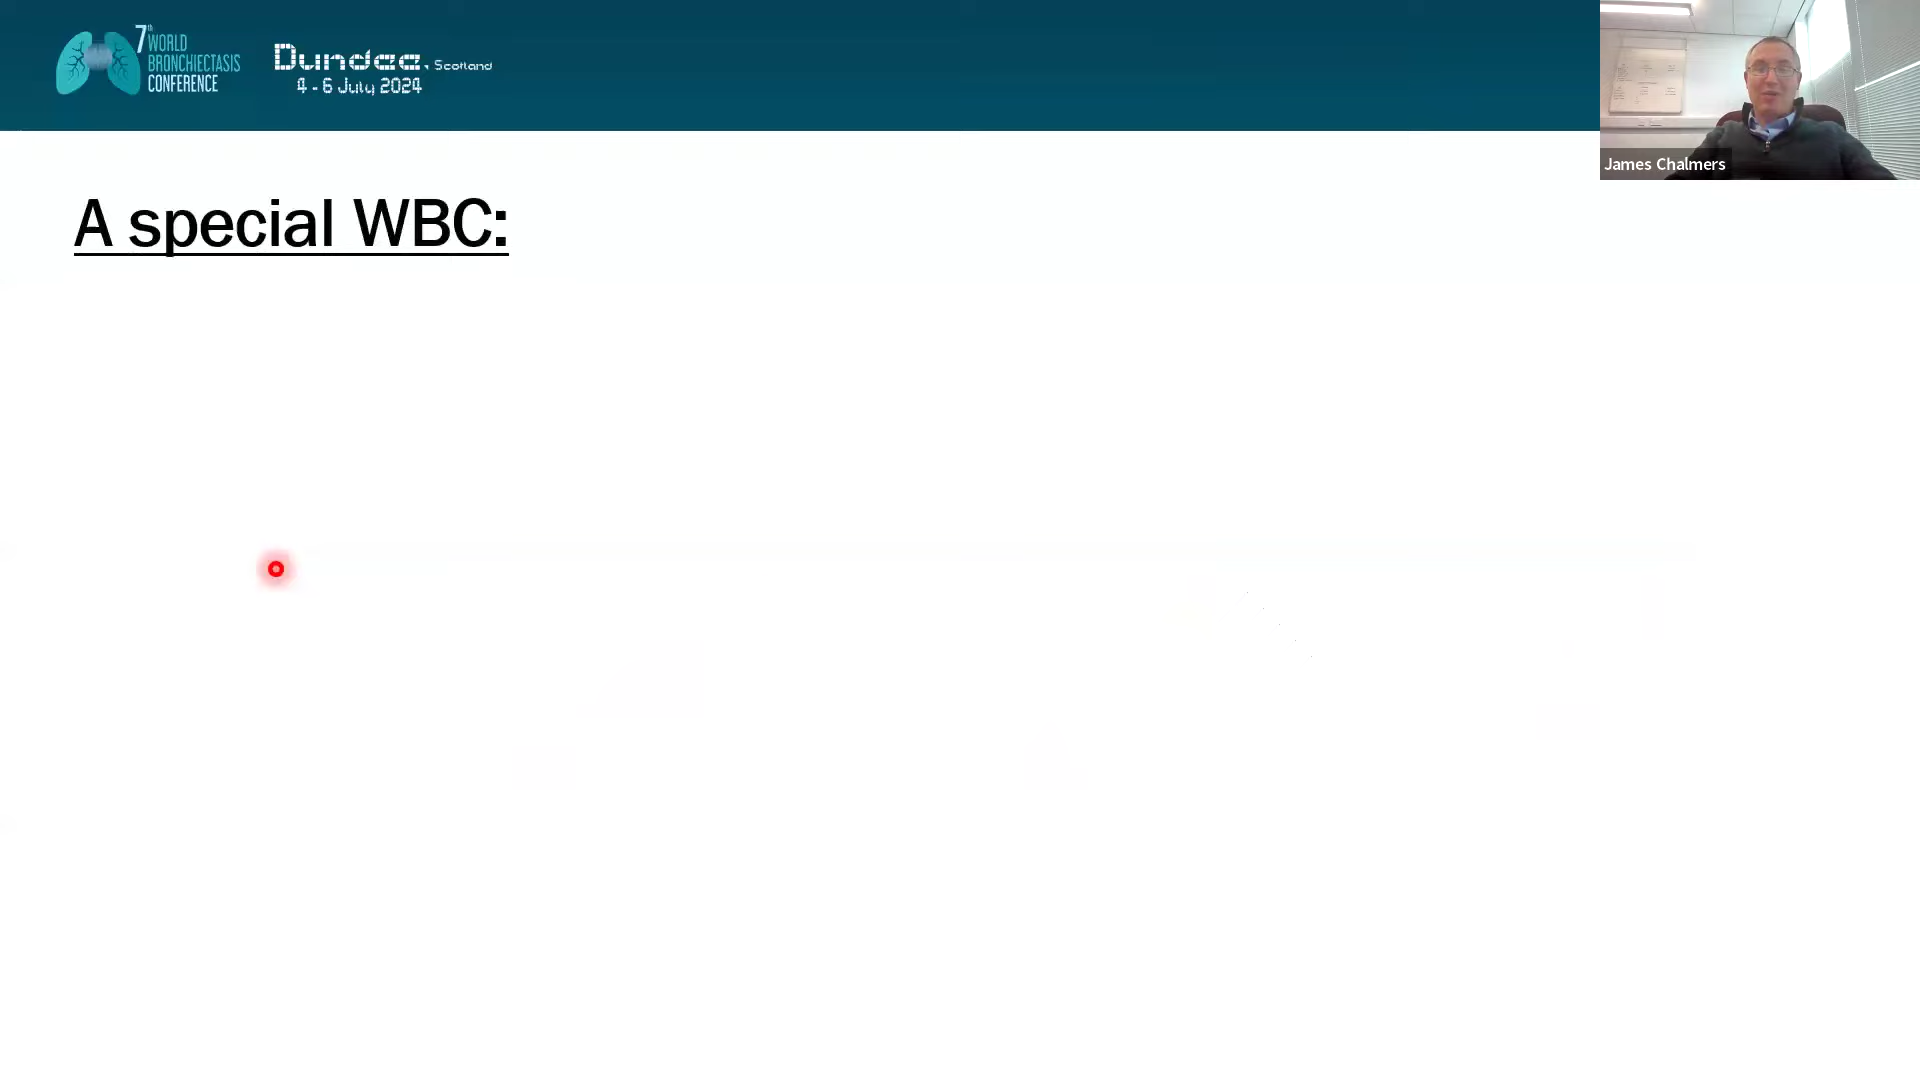 7th WORLD
BRONCHIECTASIS
CONFERENCE
Dundee, Scotland
4 - 6 July 2024
James Chalmers
A special WBC: